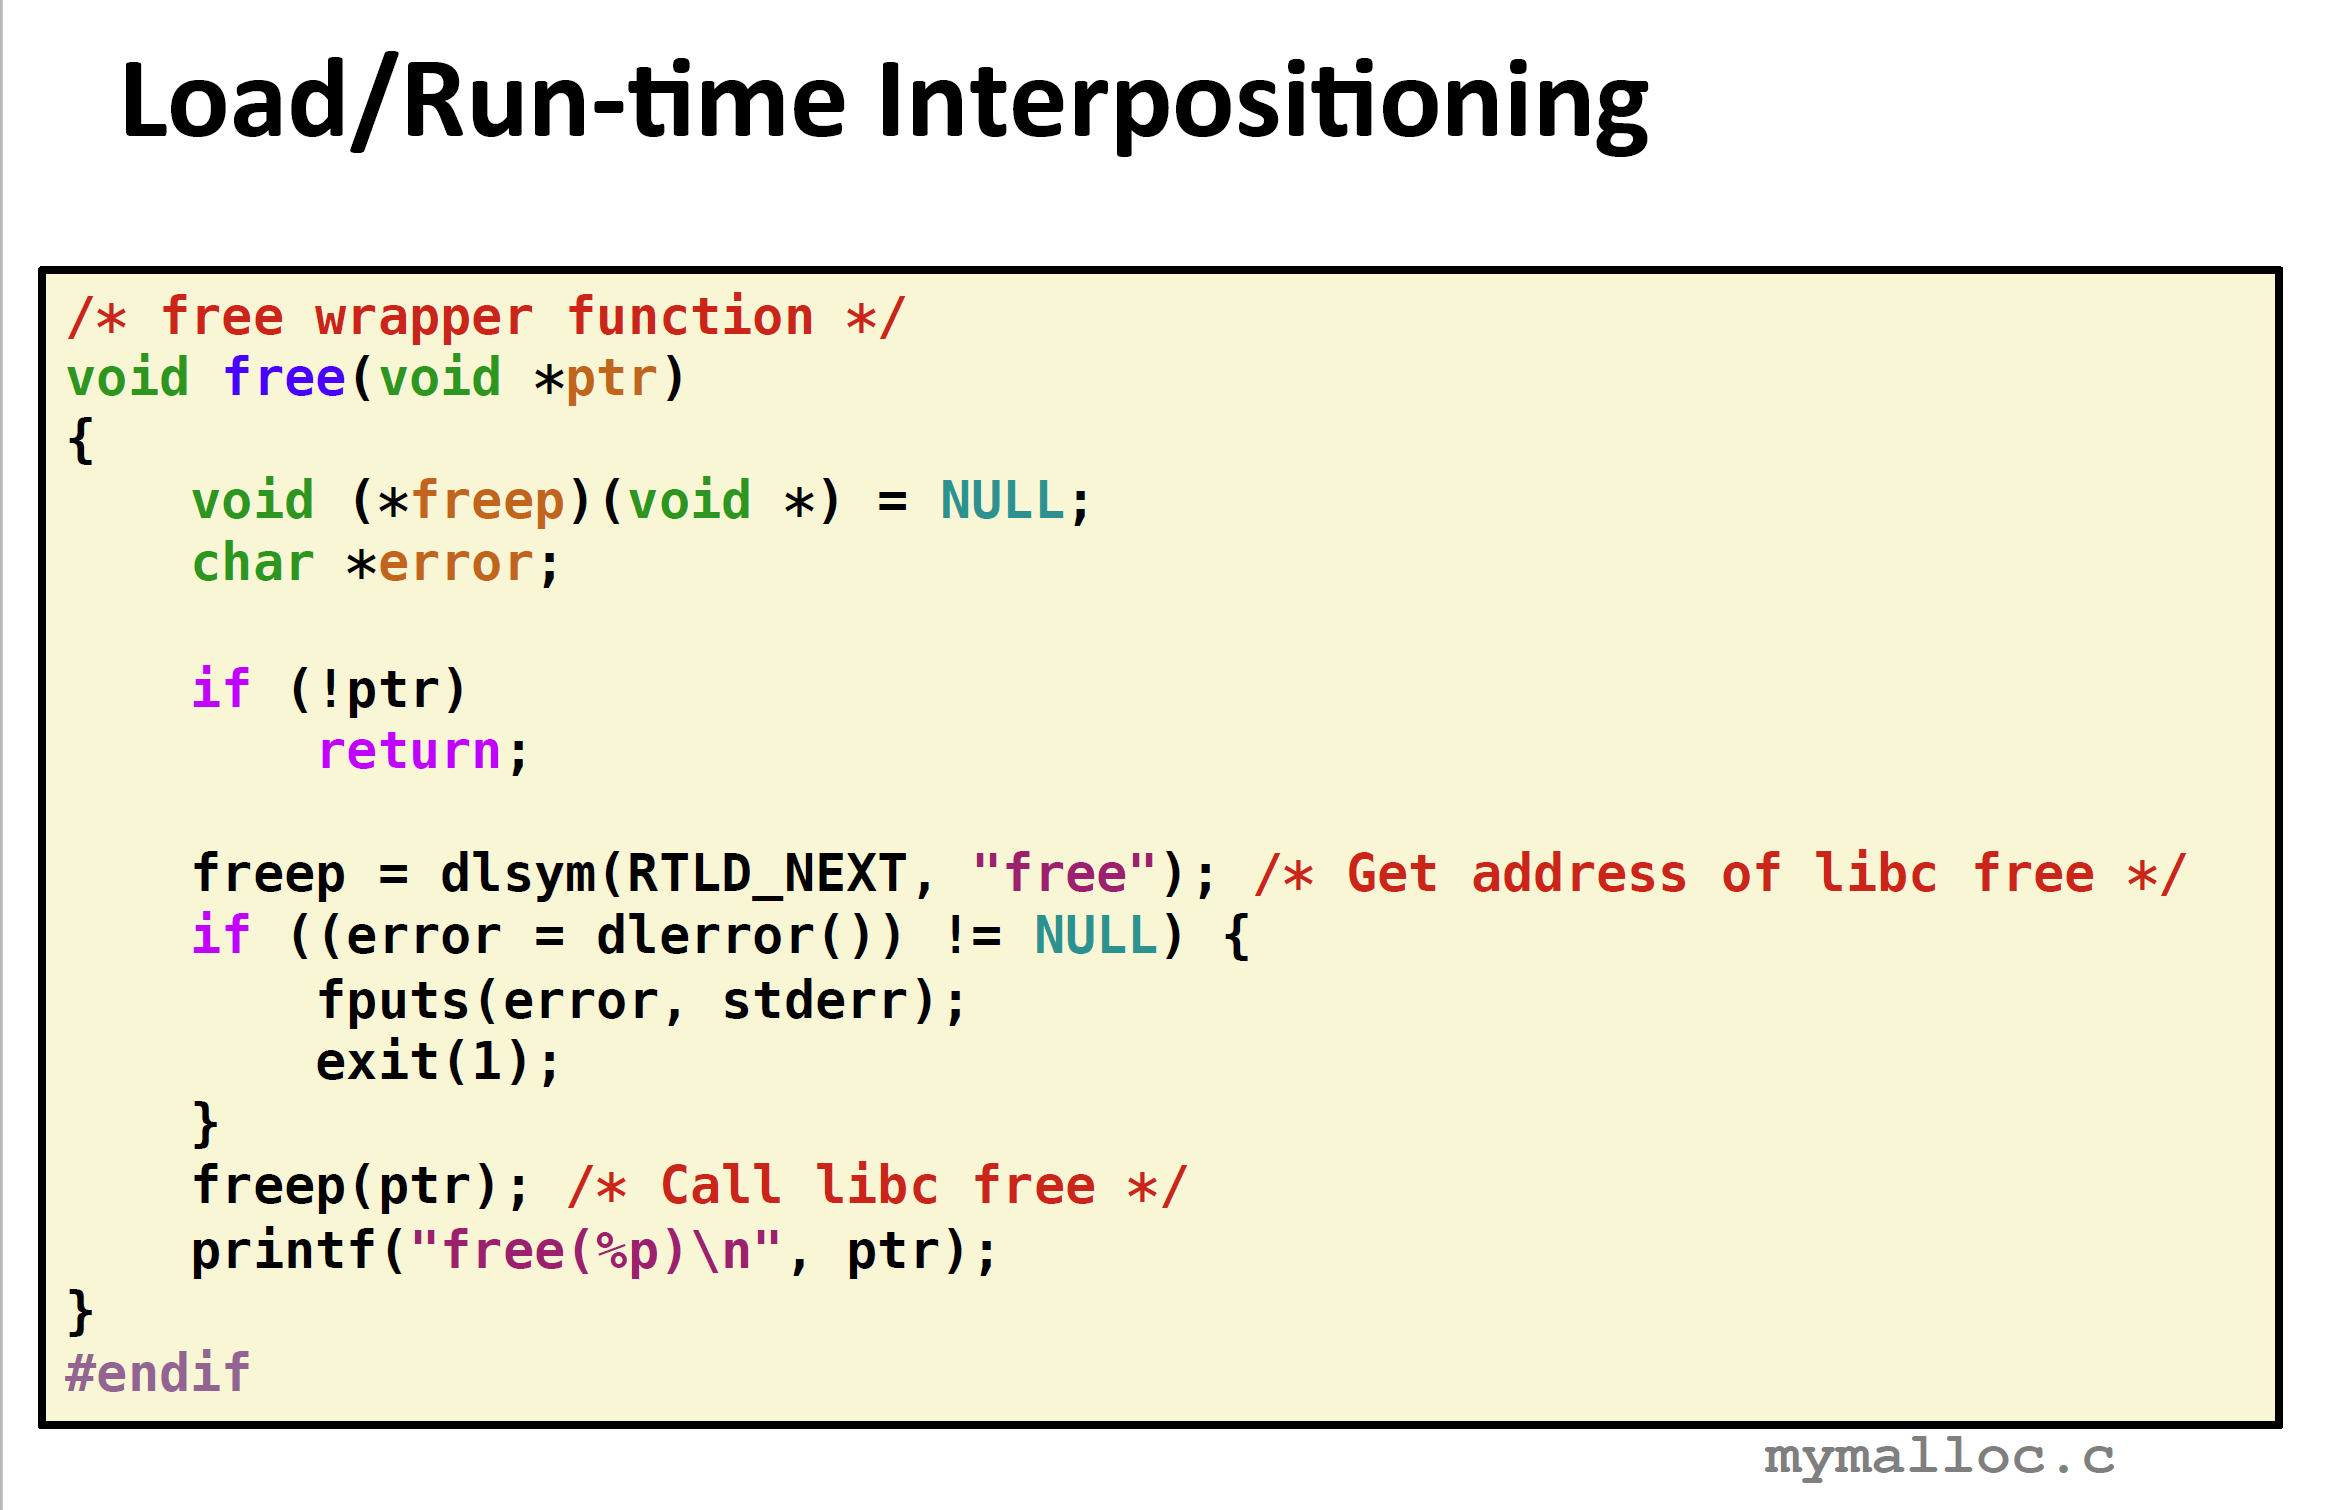 Load/Run-time Interpositioning
/* free wrapper function */
void free(void *ptr)
{
    void (*freep)(void *) = NULL;
    char *error;

    if (!ptr)
        return;

    freep = dlsym(RTLD_NEXT, "free"); /* Get address of libc free */
    if ((error = dlerror()) != NULL) {
        fputs(error, stderr);
        exit(1);
    }
    freep(ptr); /* Call libc free */
    printf("free(%p)\n", ptr);
}
#endif
mymalloc.c